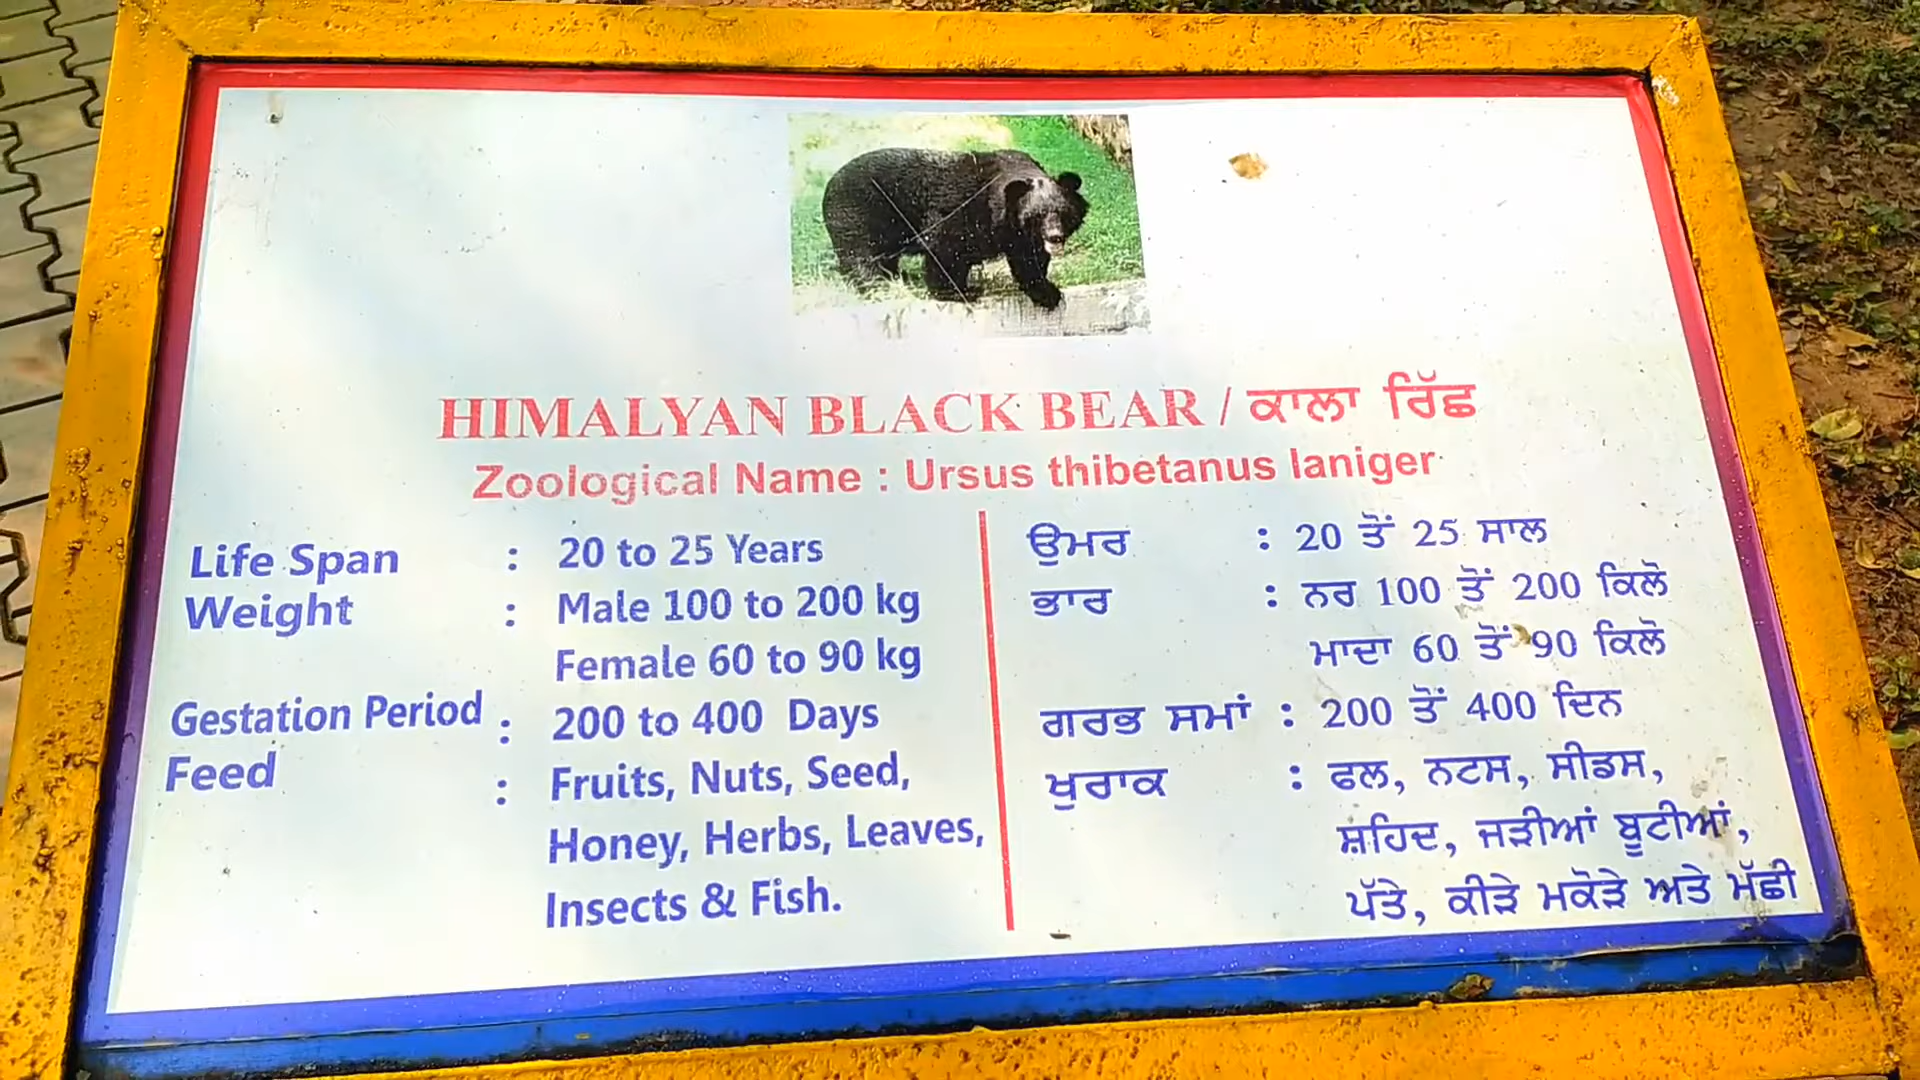 HIMALYAN BLACK BEAR / ਕਾਲਾ ਰਿੱਛ
Zoological Name : Ursus thibetanus laniger
Life Span : 20 to 25 Years
Weight : Male 100 to 200 kg
Female 60 to 90 kg
Gestation Period : 200 to 400 Days
Feed : Fruits, Nuts, Seed,
Honey, Herbs, Leaves,
Insects & Fish.
ਉਮਰ : 20 ਤੋਂ 25 ਸਾਲ
ਭਾਰ : ਨਰ 100 ਤੋਂ 200 ਕਿਲੋ
ਮਾਦਾ 60 ਤੋਂ 90 ਕਿਲੋ
ਗਰਭ ਸਮਾਂ : 200 ਤੋਂ 400 ਦਿਨ
ਖੁਰਾਕ : ਫਲ, ਨਟਸ, ਸੀਡਸ,
ਸ਼ਹਿਦ, ਜੜੀਆਂ ਬੂਟੀਆਂ,
ਪੱਤੇ, ਕੀੜੇ ਮਕੋੜੇ ਅਤੇ ਮੱਛੀ